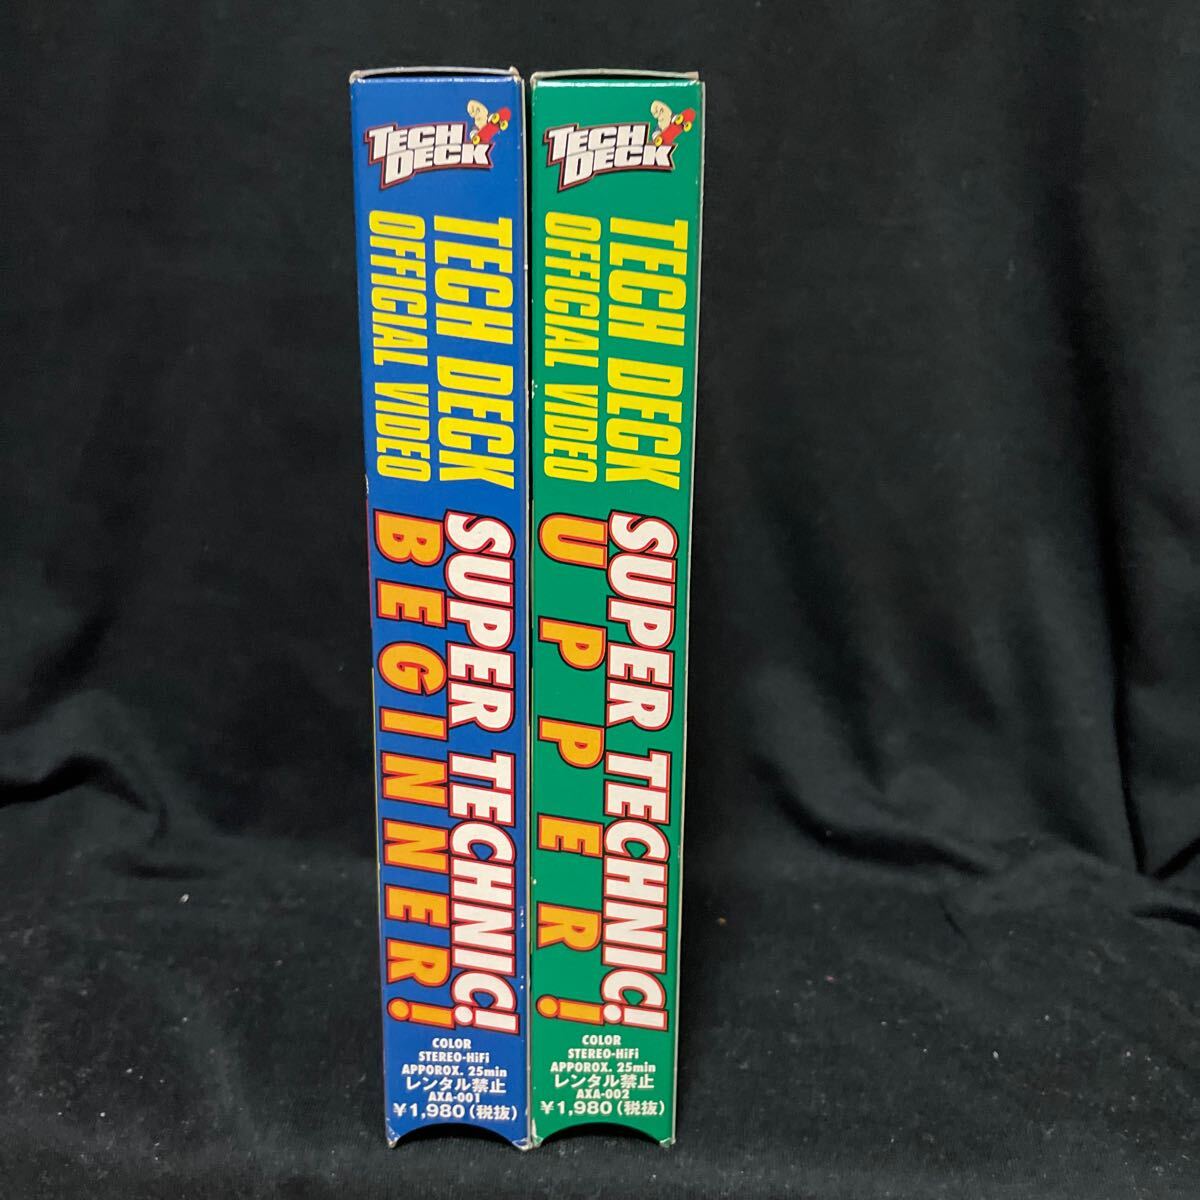 TECH
DECK
TECH DECK
OFFICIAL VIDEO
SUPER TECHNIC!
BEGINNER!
COLOR
STEREO-HiFi
APPOROX. 25min
レンタル禁止
AXA-001
¥1,980(税抜)
TECH
DECK
TECH DECK
OFFICIAL VIDEO
SUPER TECHNIC!
UPPER!
COLOR
STEREO-HiFi
APPOROX. 25min
レンタル禁止
AXA-002
¥1,980(税抜)